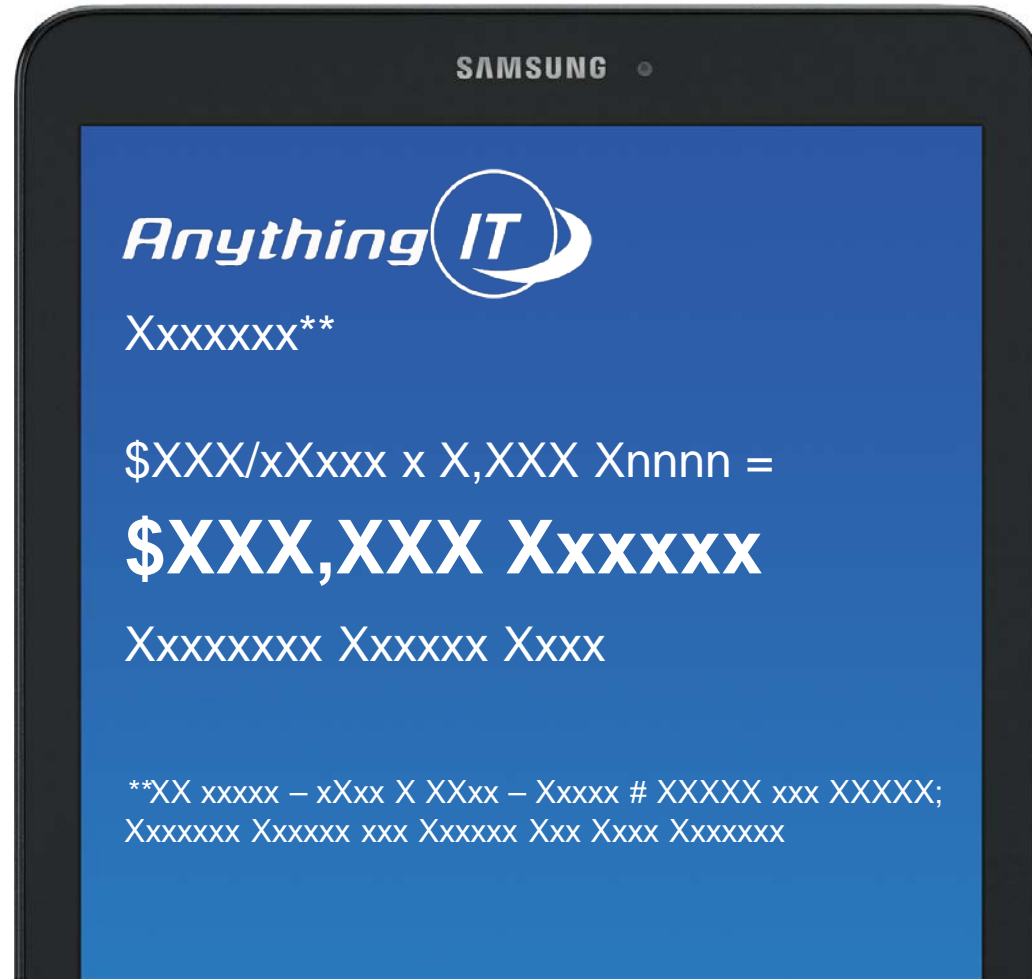 SAMSUNG
Anything IT
Xxxxxxx**
$XXX/xXxxx x X,XXX Xnnnn =
$XXX,XXX Xxxxxx
Xxxxxxxx Xxxxxx Xxxx
**XX xxxxx – xXxx X XXxx – Xxxxx # XXXXX xxx XXXXX;
Xxxxxxx Xxxxxx xxx Xxxxxx Xxx Xxxx Xxxxxxx